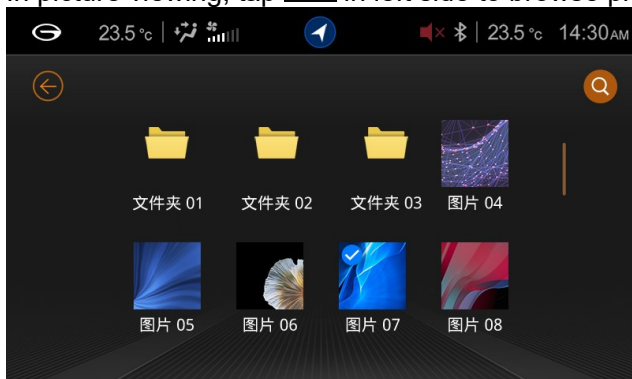 in picture viewing, tap in left side to browse pr
23.5 °c 23.5 °c 14:30AM
文件夹 01 文件夹 02 文件夹 03 图片 04
图片 05 图片 06 图片 07 图片 08